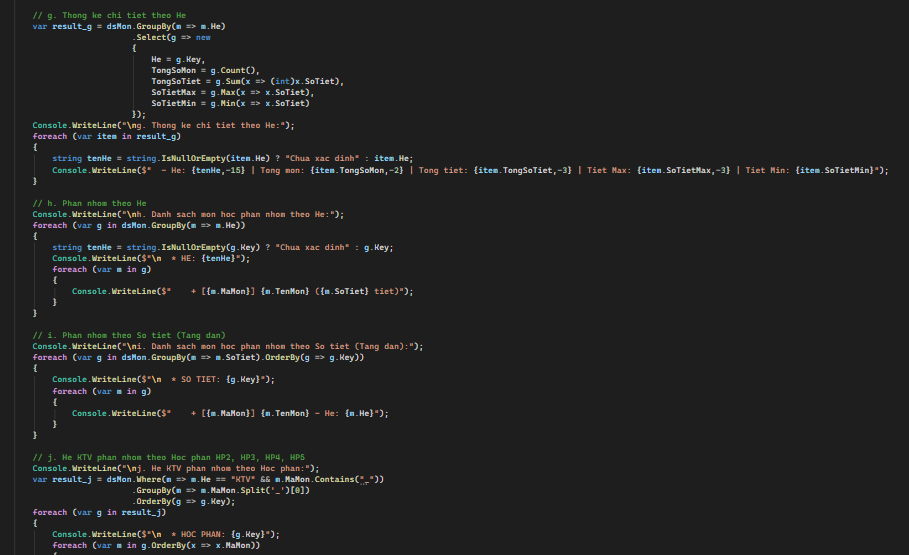 // g. Thong ke chi tiet theo He
var result_g = dsMon.GroupBy(m => m.He)
.Select(g => new
{
He = g.Key,
TongSoMon = g.Count(),
TongSoTiet = g.Sum(x => (int)x.SoTiet),
SoTietMax = g.Max(x => x.SoTiet),
SoTietMin = g.Min(x => x.SoTiet)
});
Console.WriteLine("\ng. Thong ke chi tiet theo He:");
foreach (var item in result_g)
{
string tenHe = string.IsNullOrEmpty(item.He) ? "Chua xac dinh" : item.He;
Console.WriteLine($"  - He: {tenHe,-15} | Tong mon: {item.TongSoMon,-2} | Tong tiet: {item.TongSoTiet,-3} | Tiet Max: {item.SoTietMax,-3} | Tiet Min: {item.SoTietMin}");
}
// h. Phan nhom theo He
Console.WriteLine("\nh. Danh sach mon hoc phan nhom theo He:");
foreach (var g in dsMon.GroupBy(m => m.He))
{
string tenHe = string.IsNullOrEmpty(g.Key) ? "Chua xac dinh" : g.Key;
Console.WriteLine($"\n  * HE: {tenHe}");
foreach (var m in g)
{
Console.WriteLine($"    + [{m.MaMon}] {m.TenMon} ({m.SoTiet} tiet)");
}
}
// i. Phan nhom theo So tiet (Tang dan)
Console.WriteLine("\ni. Danh sach mon hoc phan nhom theo So tiet (Tang dan):");
foreach (var g in dsMon.GroupBy(m => m.SoTiet).OrderBy(g => g.Key))
{
Console.WriteLine($"\n  * SO TIET: {g.Key}");
foreach (var m in g)
{
Console.WriteLine($"    + [{m.MaMon}] {m.TenMon} - He: {m.He}");
}
}
// j. He KTV phan nhom theo Hoc phan HP2, HP3, HP4, HP5
Console.WriteLine("\nj. He KTV phan nhom theo Hoc phan:");
var result_j = dsMon.Where(m => m.He == "KTV" && m.MaMon.Contains("_"))
.GroupBy(m => m.MaMon.Split('_')[0])
.OrderBy(g => g.Key);
foreach (var g in result_j)
{
Console.WriteLine($"\n  * HOC PHAN: {g.Key}");
foreach (var m in g.OrderBy(x => x.MaMon))